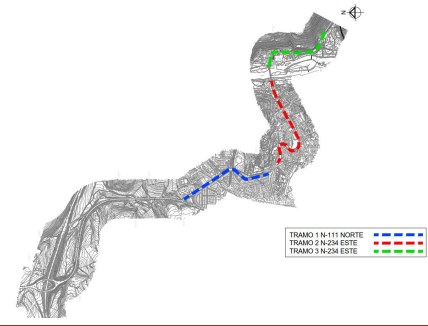 N
TRAMO 1 N-111 NORTE
TRAMO 2 N-234 ESTE
TRAMO 3 N-234 ESTE